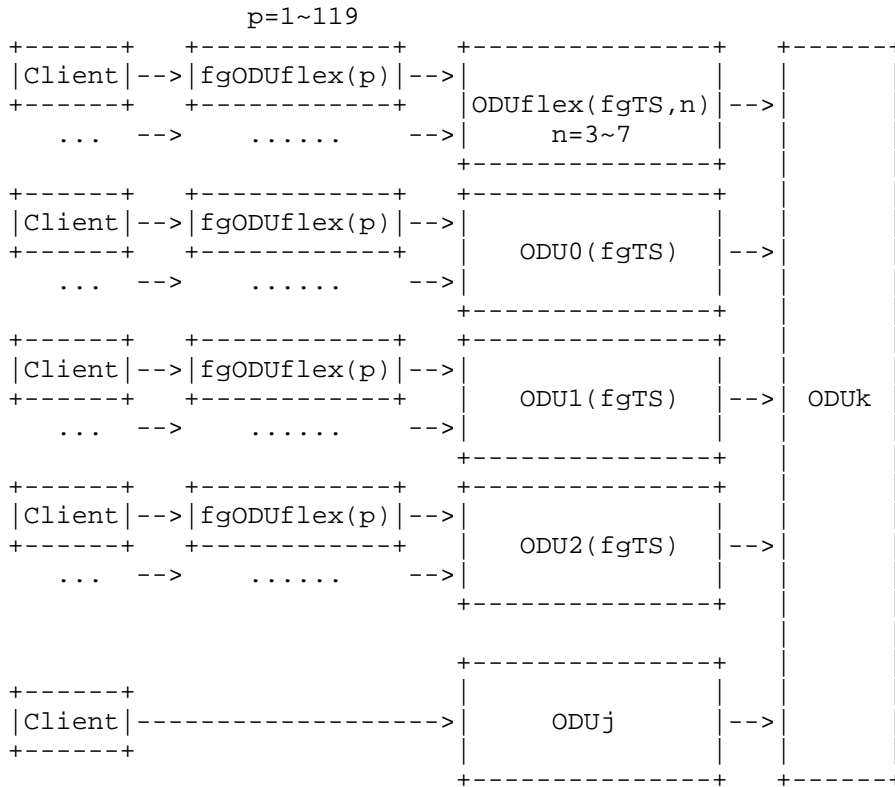 p=1~119
Client --> fgODUflex(p) -->
ODUflex(fgTS,n) -->
... --> ...... --> n=3~7
Client --> fgODUflex(p) -->
ODU0(fgTS) -->
... --> ...... -->
Client --> fgODUflex(p) -->
ODU1(fgTS) --> ODUk
... --> ...... -->
Client --> fgODUflex(p) -->
ODU2(fgTS) -->
... --> ...... -->
Client -------------------> ODUj -->